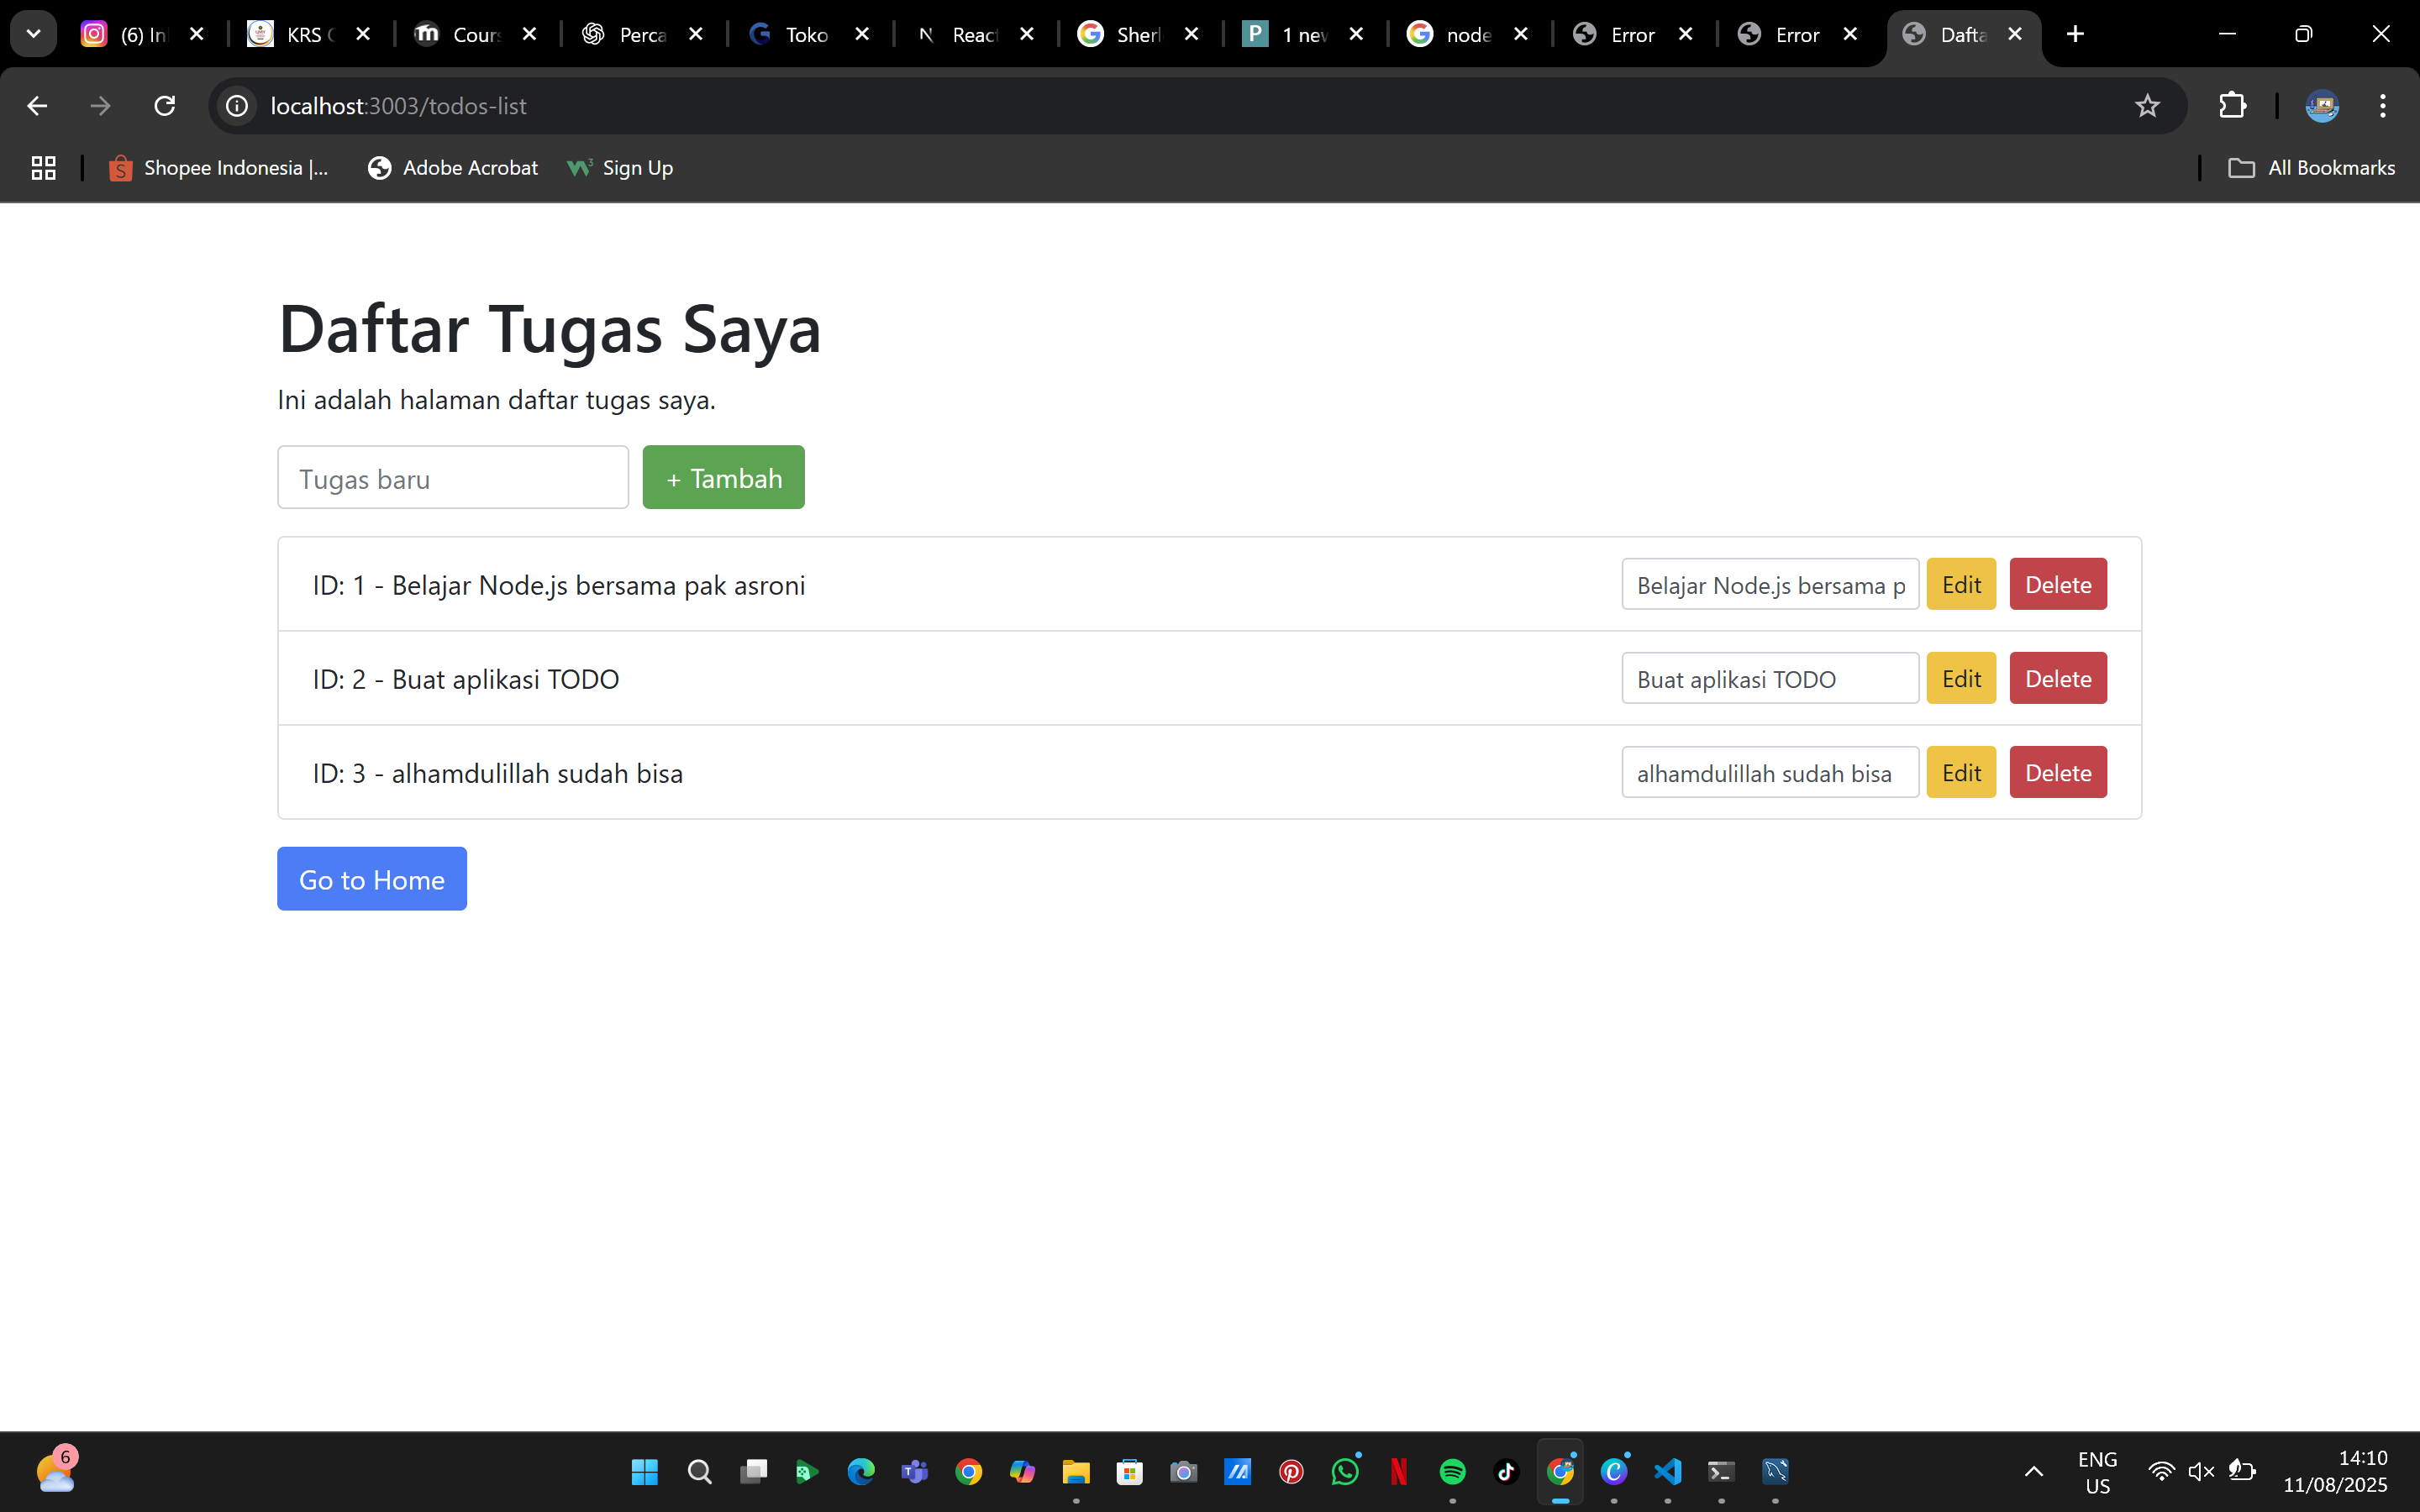 (6) In
KRS
Cour
Perca
Toko
React
Sherl
1 new
node
Error
Error
Dafta
localhost:3003/todos-list
Shopee Indonesia |...
Adobe Acrobat
Sign Up
All Bookmarks
Daftar Tugas Saya
Ini adalah halaman daftar tugas saya.
Tugas baru
+ Tambah
ID: 1 - Belajar Node.js bersama pak asroni
Belajar Node.js bersama p
Edit
Delete
ID: 2 - Buat aplikasi TODO
Buat aplikasi TODO
Edit
Delete
ID: 3 - alhamdulillah sudah bisa
alhamdulillah sudah bisa
Edit
Delete
Go to Home
6
ENG
US
14:10
11/08/2025